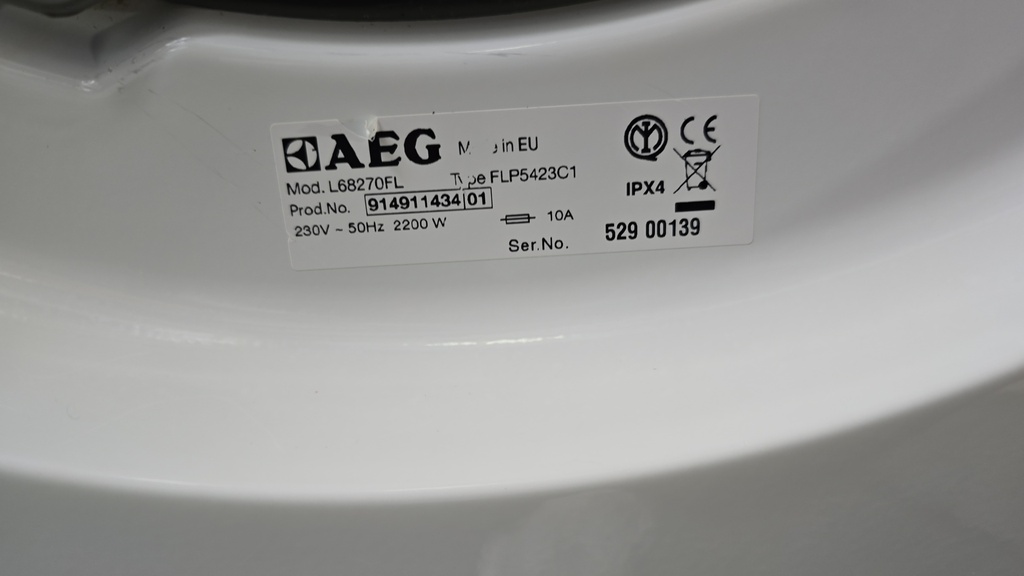 AEG in EU
Mod. L68270FL Type FLP5423C1
Prod.No. 914911434 01
230V ~ 50Hz 2200 W 10A
Ser.No. 529 00139
CE
IPX4